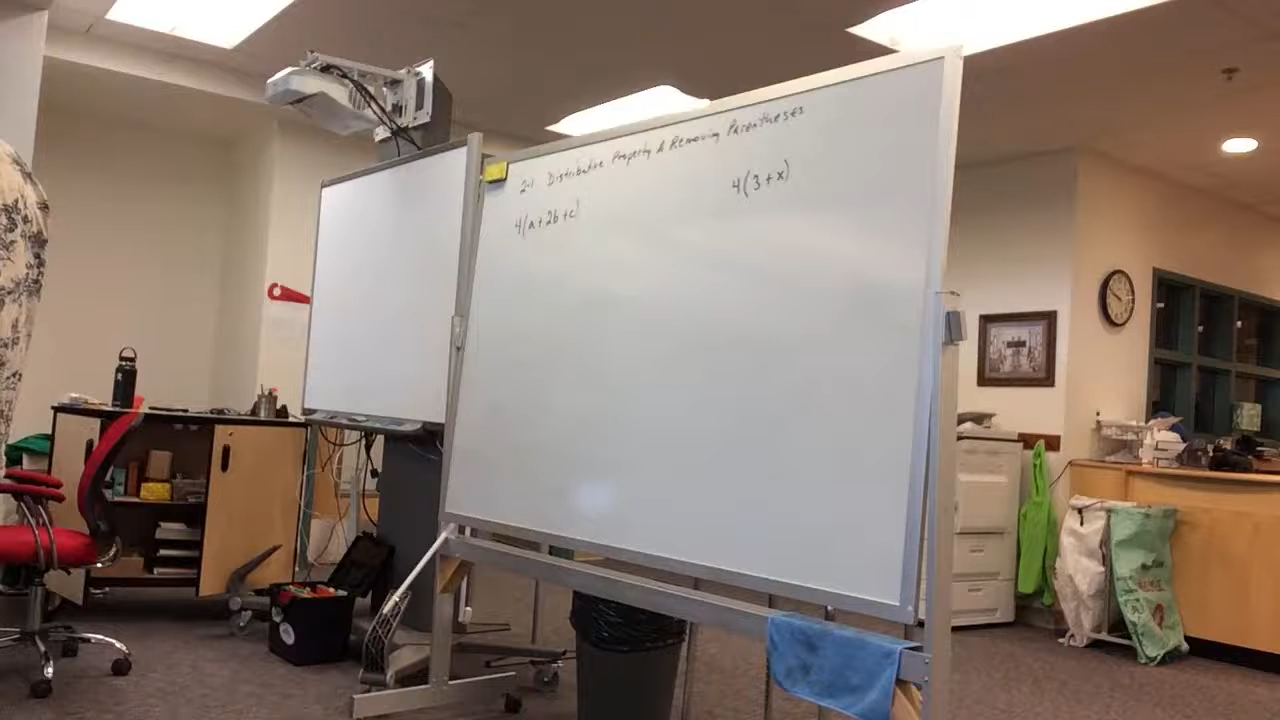 2-1 Distributive Property & Removing Parentheses
4(a+2b+c)
4(3+x)